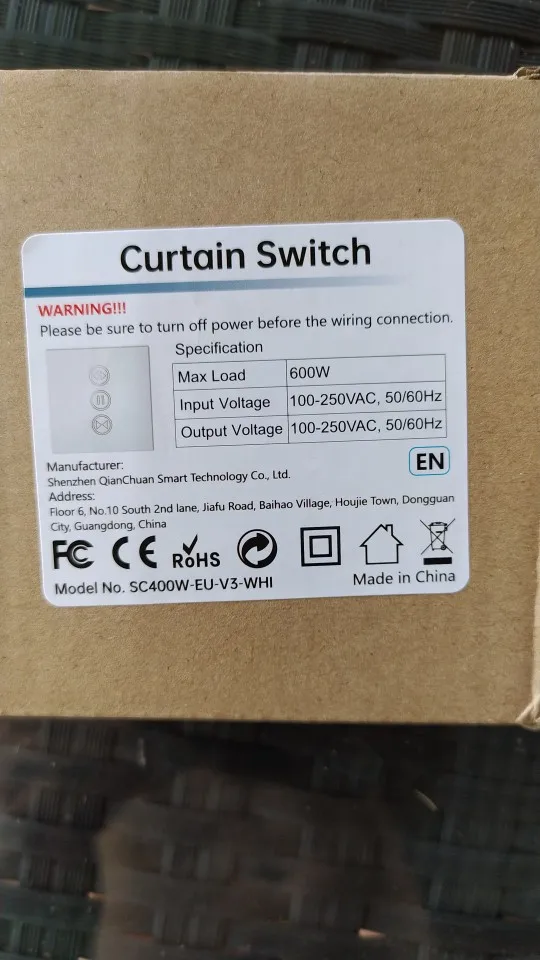 Curtain Switch
WARNING!!!
Please be sure to turn off power before the wiring connection.
Specification
Max Load 600W
Input Voltage 100-250VAC, 50/60Hz
Output Voltage 100-250VAC, 50/60Hz
Manufacturer:
EN
Shenzhen QianChuan Smart Technology Co., Ltd.
Address:
Floor 6, No.10 South 2nd lane, Jiafu Road, Baihao Village, Houjie Town, Dongguan
City, Guangdong, China
FC CE RoHS
Model No. SC400W-EU-V3-WHI
Made in China